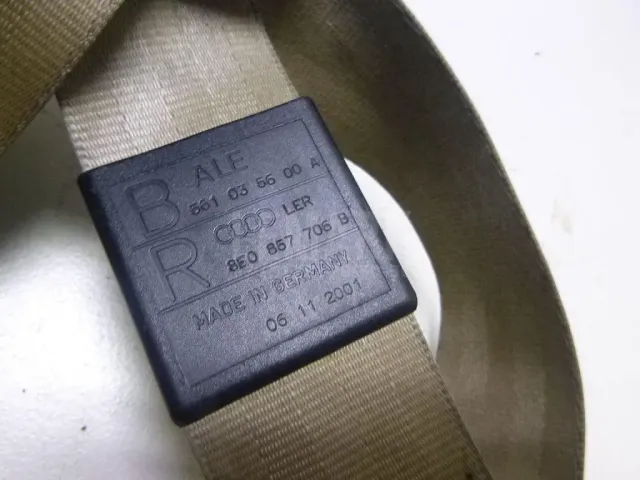 B ALE
561 03 56 00 A
R LER
8E0 857 706 B
MADE IN GERMANY
06 11 2001